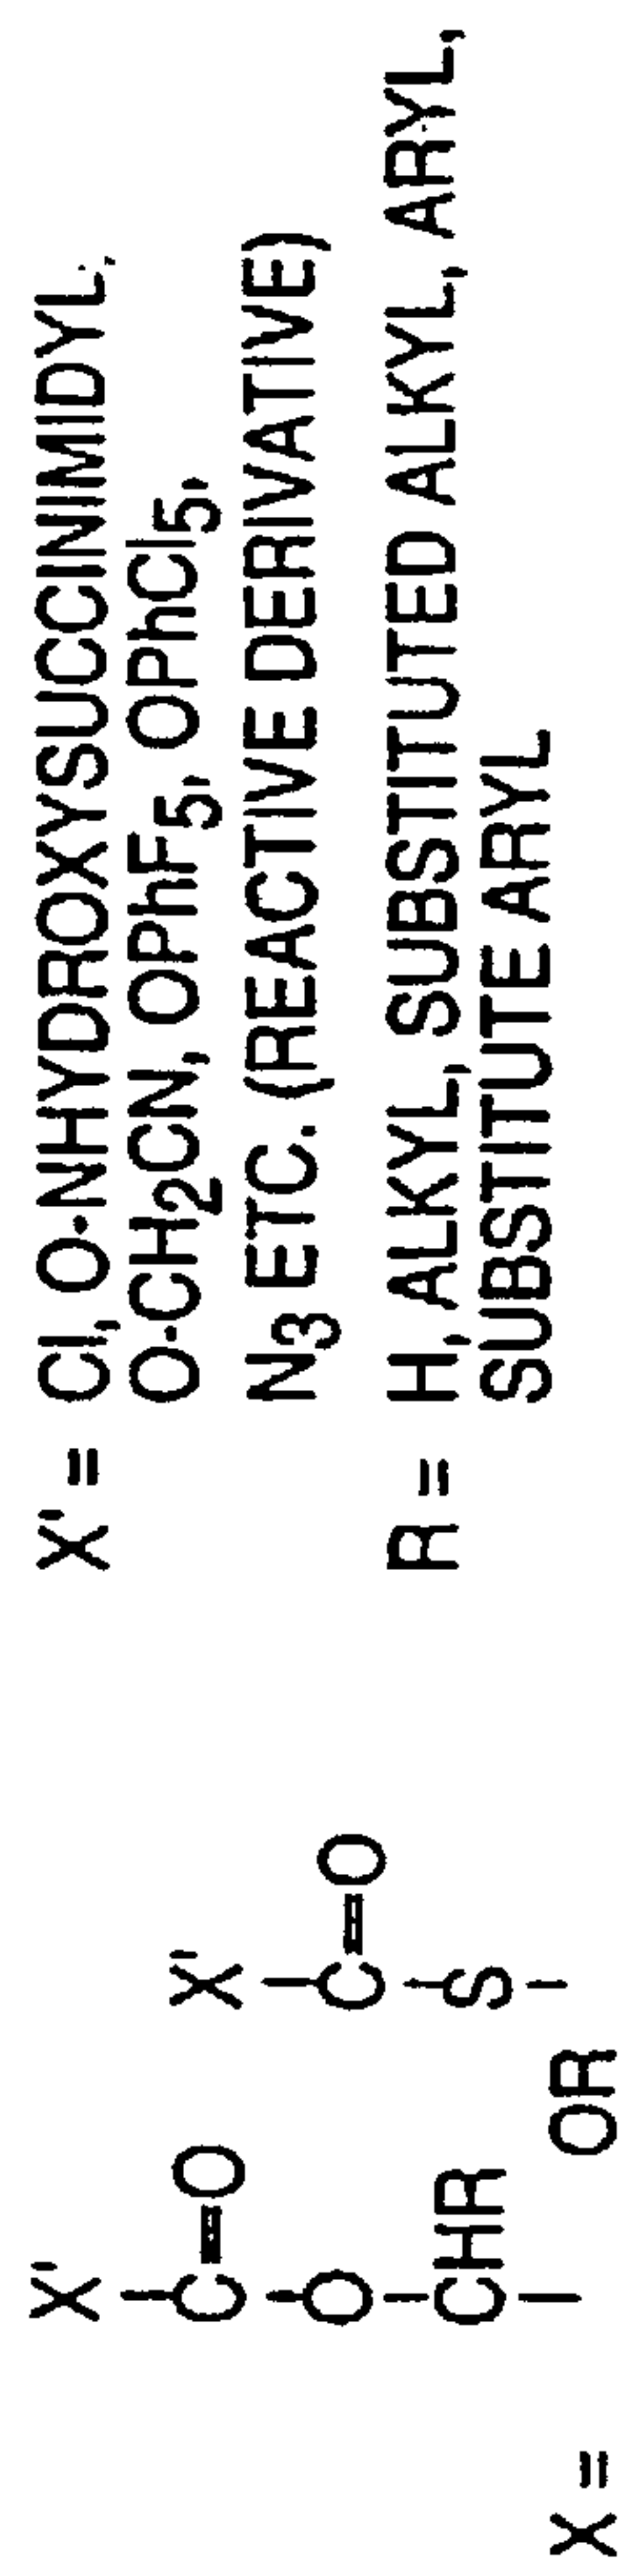 X'
C=O
O
CHR
X =
OR
X'
C=O
S
X' = Cl, O-NHYDROXYSUCCINIMIDYL,
O-CH2CN, OPhF5, OPhCl5,
N3 ETC. (REACTIVE DERIVATIVE)
R = H, ALKYL, SUBSTITUTED ALKYL, ARYL,
SUBSTITUTE ARYL